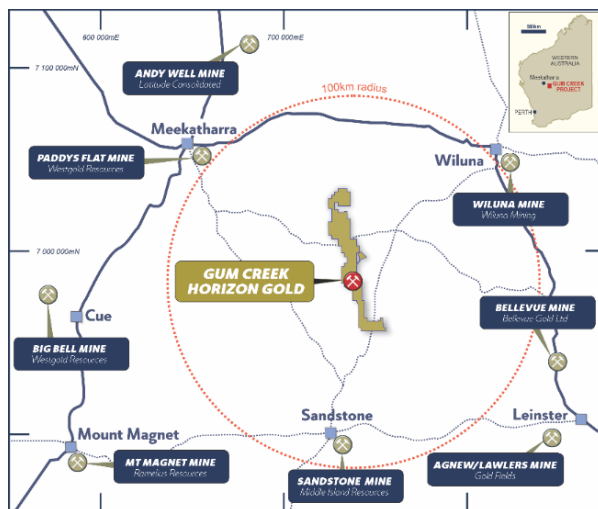 600 000mE
700 000mE
7 100 000mN
ANDY WELL MINE
Latitude Consolidated
500km
WESTERN
AUSTRALIA
Meekatharra
GUM CREEK
PROJECT
PERTH
100km radius
Meekatharra
PADDYS FLAT MINE
Westgold Resources
Wiluna
WILUNA MINE
Wiluna Mining
7 000 000mN
GUM CREEK
HORIZON GOLD
BELLEVUE MINE
Bellevue Gold Ltd
Cue
BIG BELL MINE
Westgold Resources
Sandstone
Leinster
Mount Magnet
MT MAGNET MINE
Ramelius Resources
SANDSTONE MINE
Middle Island Resources
AGNEW/LAWLERS MINE
Gold Fields